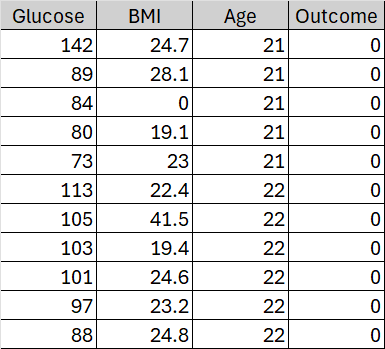 Glucose BMI Age Outcome
142 24.7 21 0
89 28.1 21 0
84 0 21 0
80 19.1 21 0
73 23 21 0
113 22.4 22 0
105 41.5 22 0
103 19.4 22 0
101 24.6 22 0
97 23.2 22 0
88 24.8 22 0